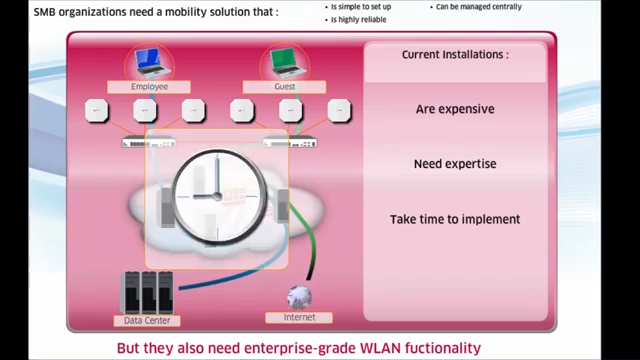 SMB organizations need a mobility solution that :
• Is simple to set up
• Can be managed centrally
• Is highly reliable
Employee
Guest
Current Installations :
Are expensive
Need expertise
Take time to implement
Data Center
Internet
But they also need enterprise-grade WLAN fuctionality